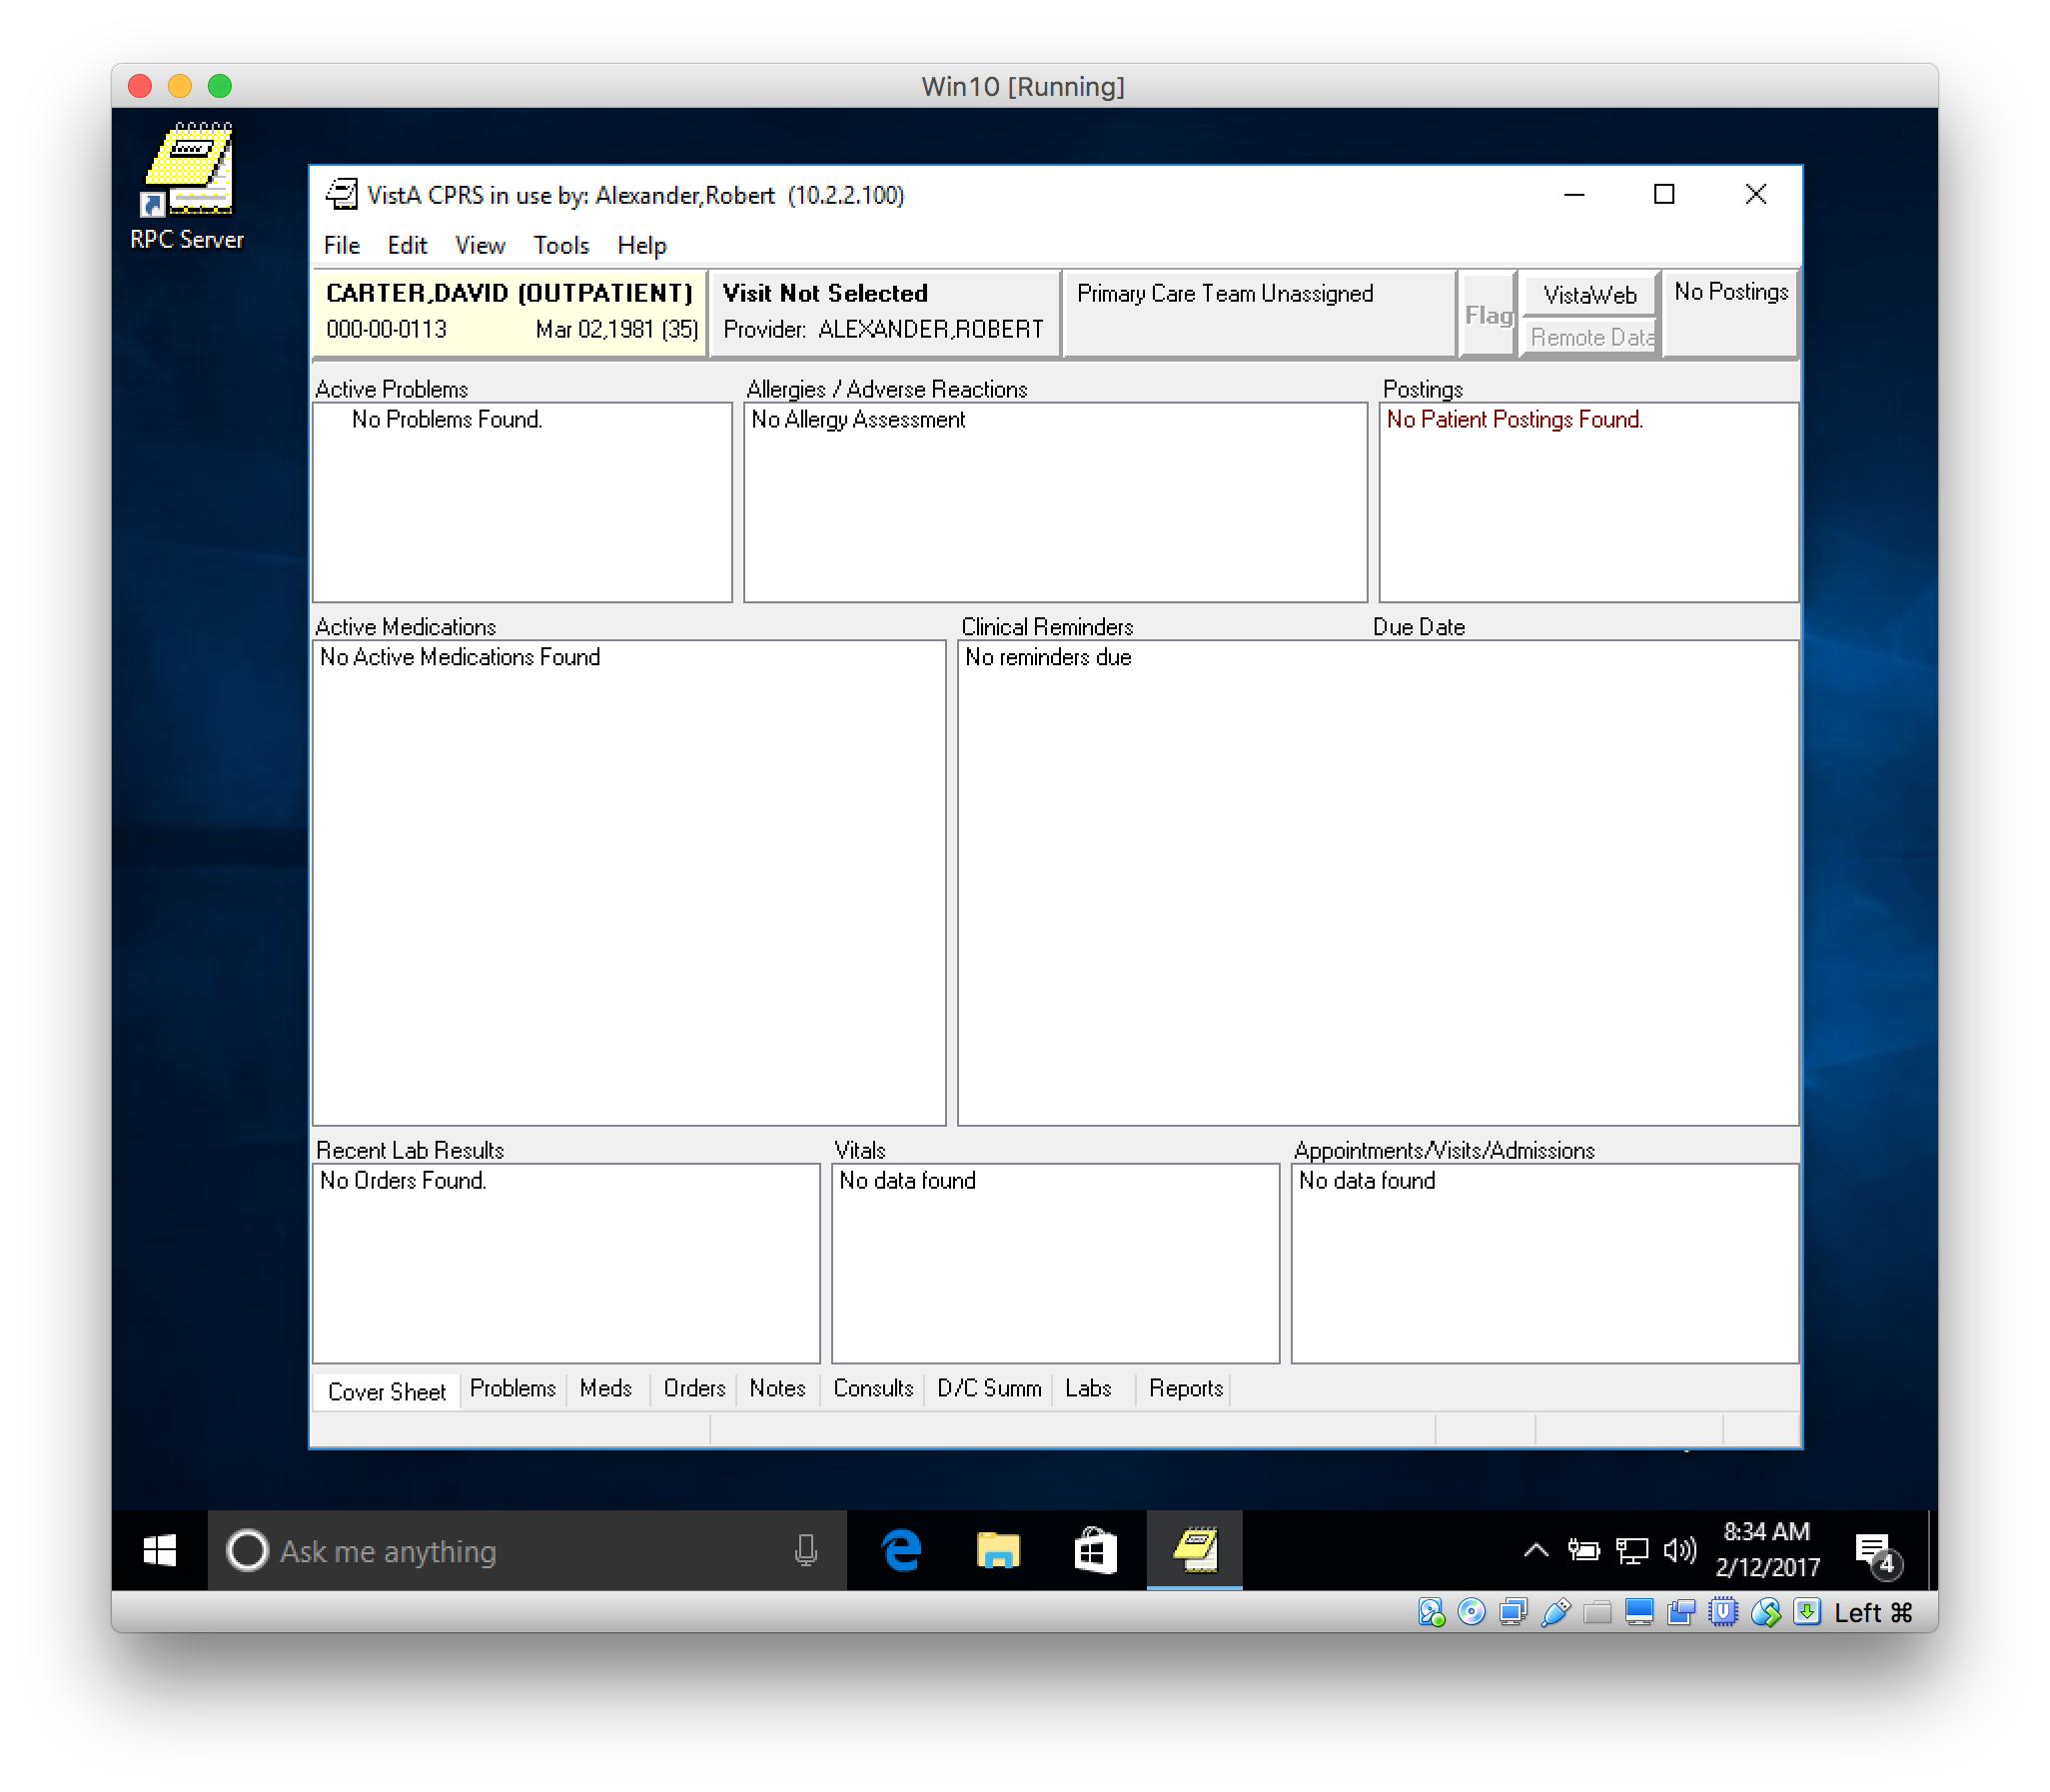 Win10 [Running]
RPC Server
VistA CPRS in use by: Alexander,Robert (10.2.2.100)
File Edit View Tools Help
CARTER,DAVID (OUTPATIENT)
000-00-0113 Mar 02,1981 (35)
Visit Not Selected
Provider: ALEXANDER,ROBERT
Primary Care Team Unassigned
Flag
VistaWeb
Remote Data
No Postings
Active Problems
No Problems Found.
Allergies / Adverse Reactions
No Allergy Assessment
Postings
No Patient Postings Found.
Active Medications
No Active Medications Found
Clinical Reminders Due Date
No reminders due
Recent Lab Results
No Orders Found.
Vitals
No data found
Appointments/Visits/Admissions
No data found
Cover Sheet Problems Meds Orders Notes Consults D/C Summ Labs Reports
Ask me anything
8:34 AM
2/12/2017
4
Left ⌘